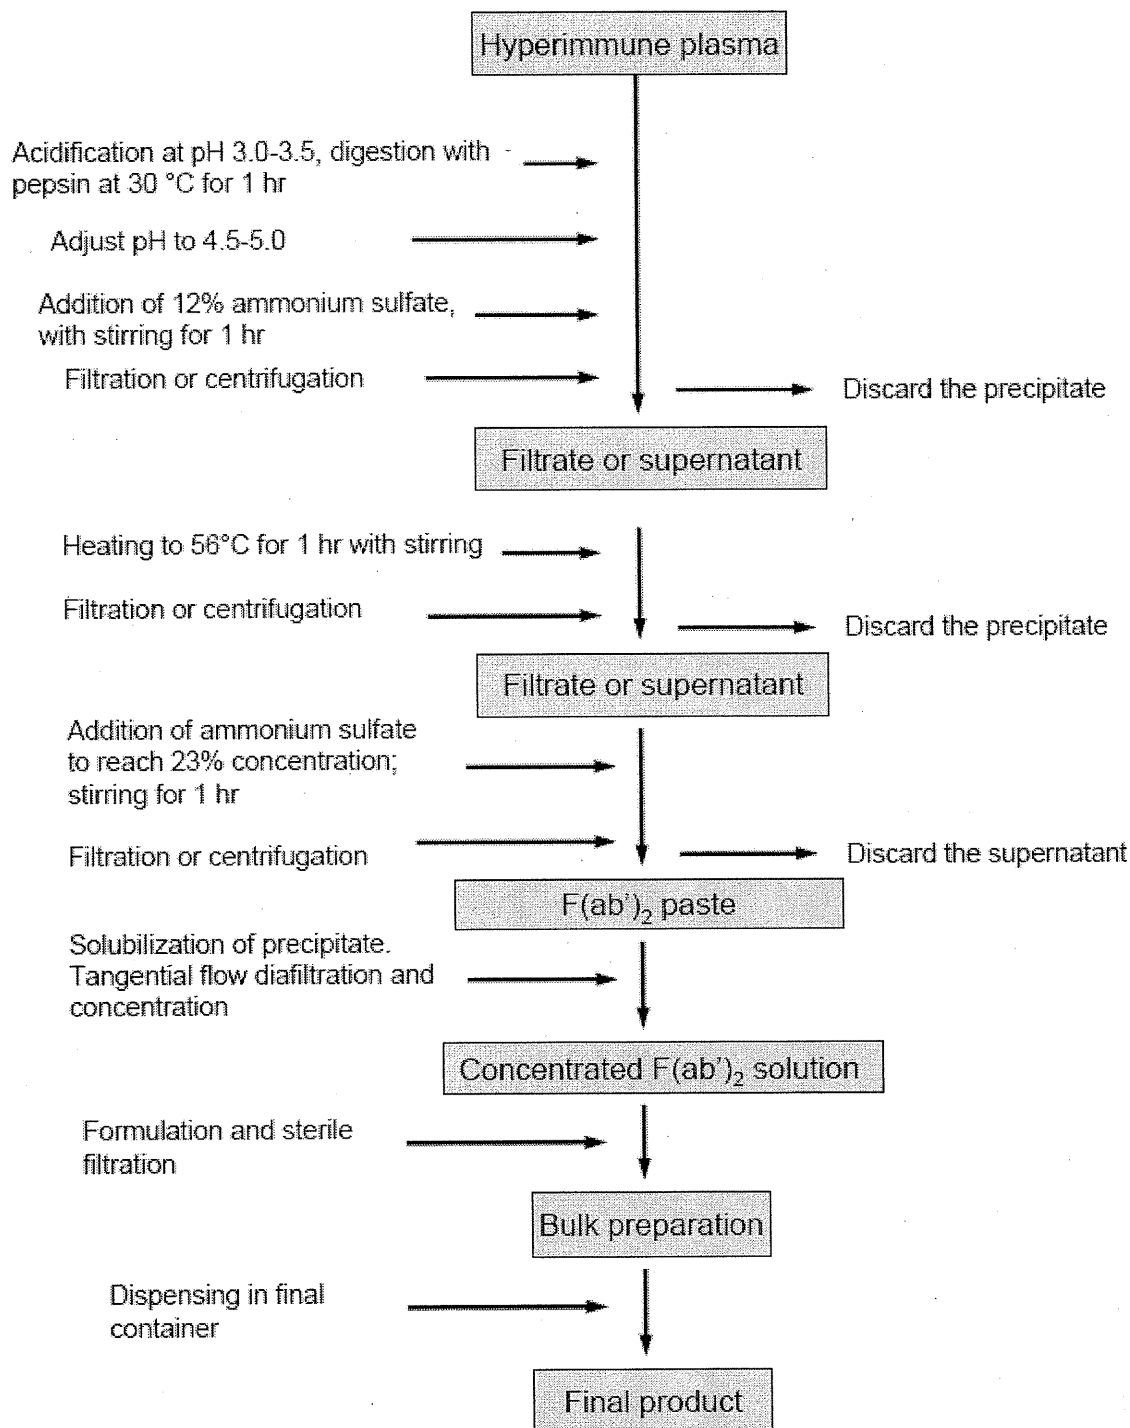 Hyperimmune plasma
Acidification at pH 3.0-3.5, digestion with
pepsin at 30 °C for 1 hr
Adjust pH to 4.5-5.0
Addition of 12% ammonium sulfate,
with stirring for 1 hr
Filtration or centrifugation
Discard the precipitate
Filtrate or supernatant
Heating to 56°C for 1 hr with stirring
Filtration or centrifugation
Discard the precipitate
Filtrate or supernatant
Addition of ammonium sulfate
to reach 23% concentration;
stirring for 1 hr
Filtration or centrifugation
Discard the supernatant
F(ab')₂ paste
Solubilization of precipitate.
Tangential flow diafiltration and
concentration
Concentrated F(ab')₂ solution
Formulation and sterile
filtration
Bulk preparation
Dispensing in final
container
Final product